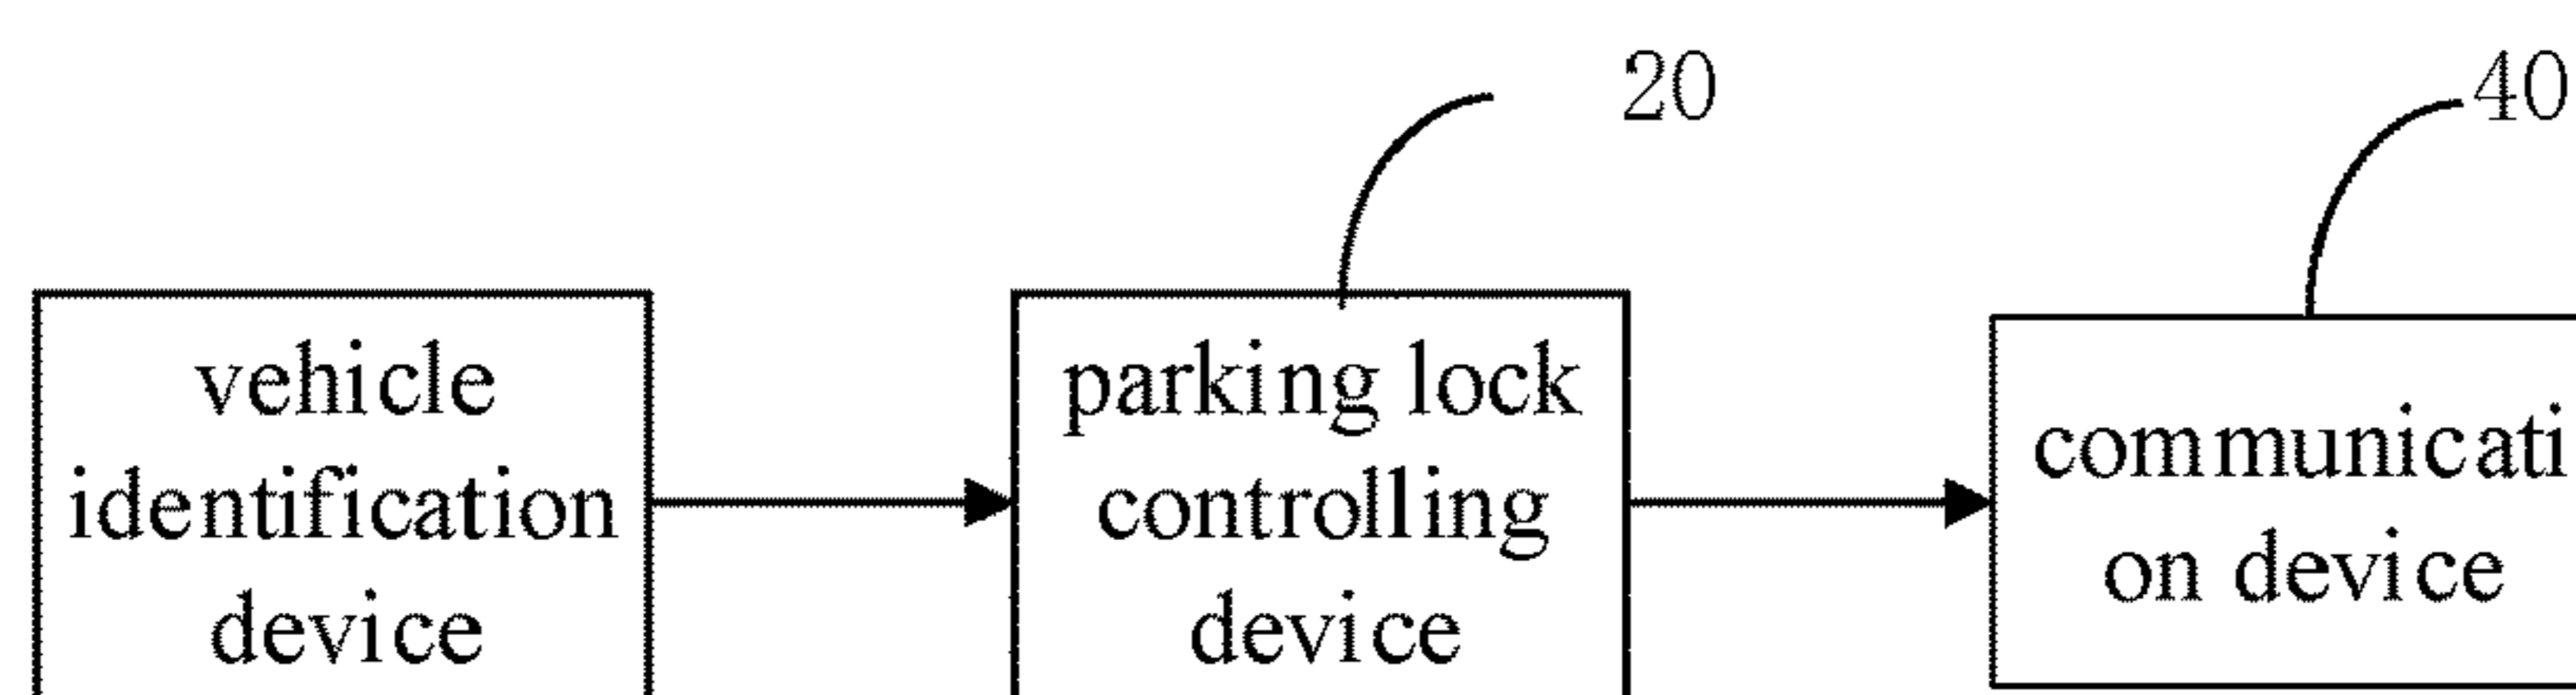 20
40
vehicle
identification
device
parking lock
controlling
device
communicati
on device